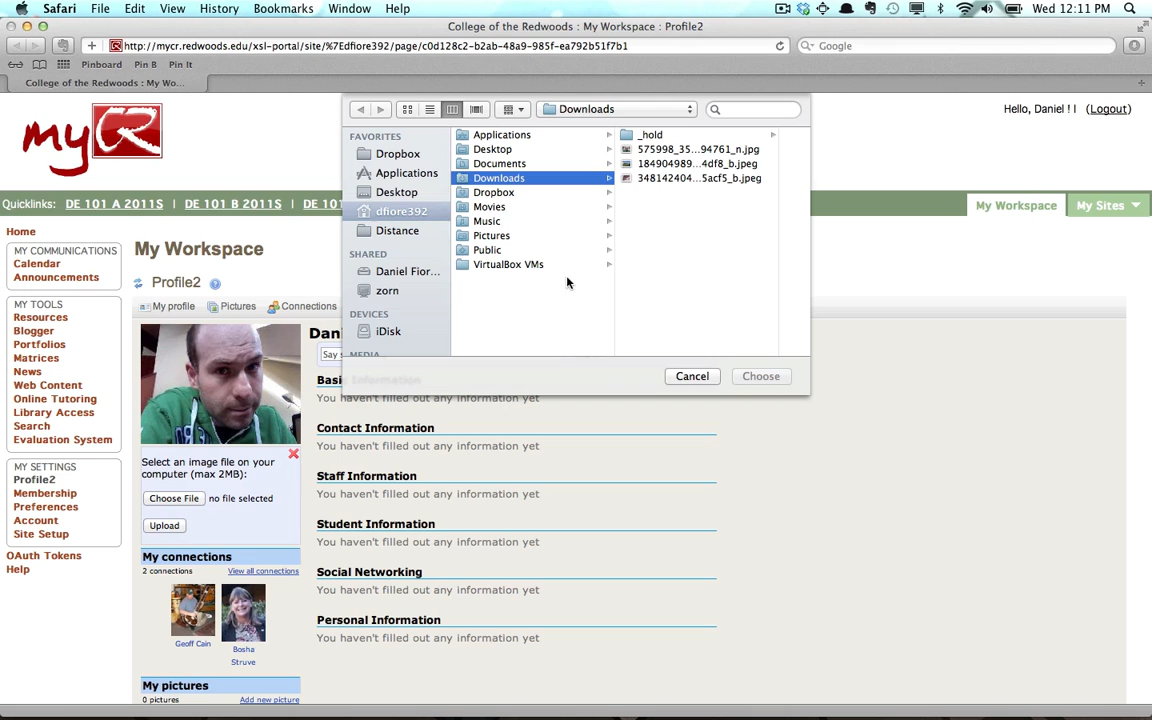 Safari File Edit View History Bookmarks Window Help Wed 12:11 PM
College of the Redwoods : My Workspace : Profile2
http://mycr.redwoods.edu/xsl-portal/site/%7Edfiore392/page/c0d128c2-b2ab-48a9-985f-ea792b51f7b1 Google
Pinboard Pin B Pin It
College of the Redwoods : My Wo...
my R
Hello, Daniel ! | (Logout)
Quicklinks: DE 101 A 2011S | DE 101 B 2011S | DE 10
My Workspace My Sites
Home
MY COMMUNICATIONS
Calendar
Announcements
MY TOOLS
Resources
Blogger
Portfolios
Matrices
News
Web Content
Online Tutoring
Library Access
Search
Evaluation System
MY SETTINGS
Profile2
Membership
Preferences
Account
Site Setup
OAuth Tokens
Help
My Workspace
Profile2 ?
My profile Pictures Connections
Select an image file on your
computer (max 2MB):
Choose File no file selected
Upload
My connections
2 connections View all connections
Geoff Cain Bosha
Struve
My pictures
0 pictures Add new picture
Downloads
FAVORITES
Dropbox
Applications
Desktop
dfiore392
Distance
SHARED
Daniel Fior...
zorn
DEVICES
iDisk
MEDIA
Applications
Desktop
Documents
Downloads
Dropbox
Movies
Music
Pictures
Public
VirtualBox VMs
_hold
575998_35...94761_n.jpg
184904989...4df8_b.jpeg
348142404...5acf5_b.jpeg
Cancel Choose
Dani
Say s
Basic Information
You haven't filled out any information yet
Contact Information
You haven't filled out any information yet
Staff Information
You haven't filled out any information yet
Student Information
You haven't filled out any information yet
Social Networking
You haven't filled out any information yet
Personal Information
You haven't filled out any information yet